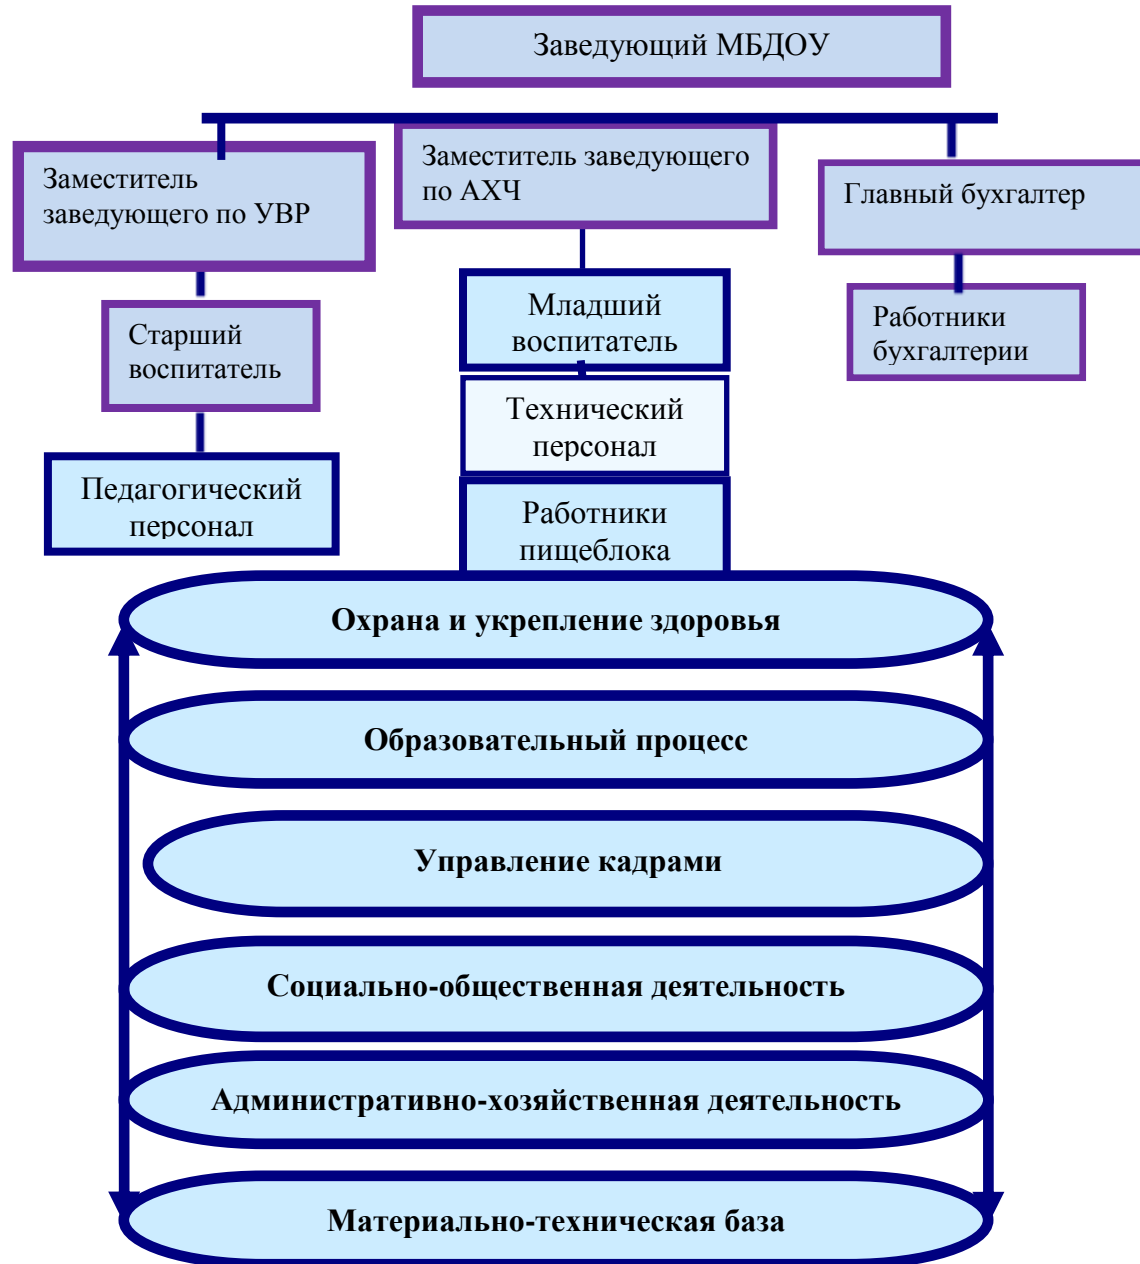 Заведующий МБДОУ
Заместитель
заведующего по УВР
Заместитель заведующего
по АХЧ
Главный бухгалтер
Старший
воспитатель
Младший
воспитатель
Работники
бухгалтерии
Технический
персонал
Педагогический
персонал
Работники
пищеблока
Охрана и укрепление здоровья
Образовательный процесс
Управление кадрами
Социально-общественная деятельность
Административно-хозяйственная деятельность
Материально-техническая база